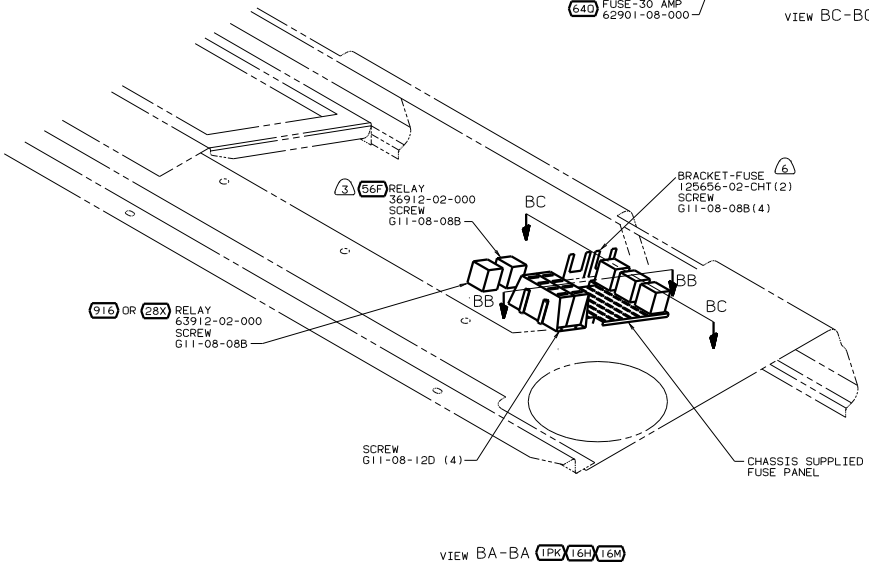 640 FUSE-30 AMP
62901-08-000
VIEW BC-BC
BRACKET-FUSE 6
125656-02-CHT(2)
SCREW
G11-08-08B(4)
3 56F RELAY
36912-02-000
SCREW
G11-08-08B
BC
BB
BB
BC
916 OR 28X RELAY
63912-02-000
SCREW
G11-08-08B
SCREW
G11-08-12D (4)
CHASSIS SUPPLIED
FUSE PANEL
VIEW BA-BA 1PK 16H 16M